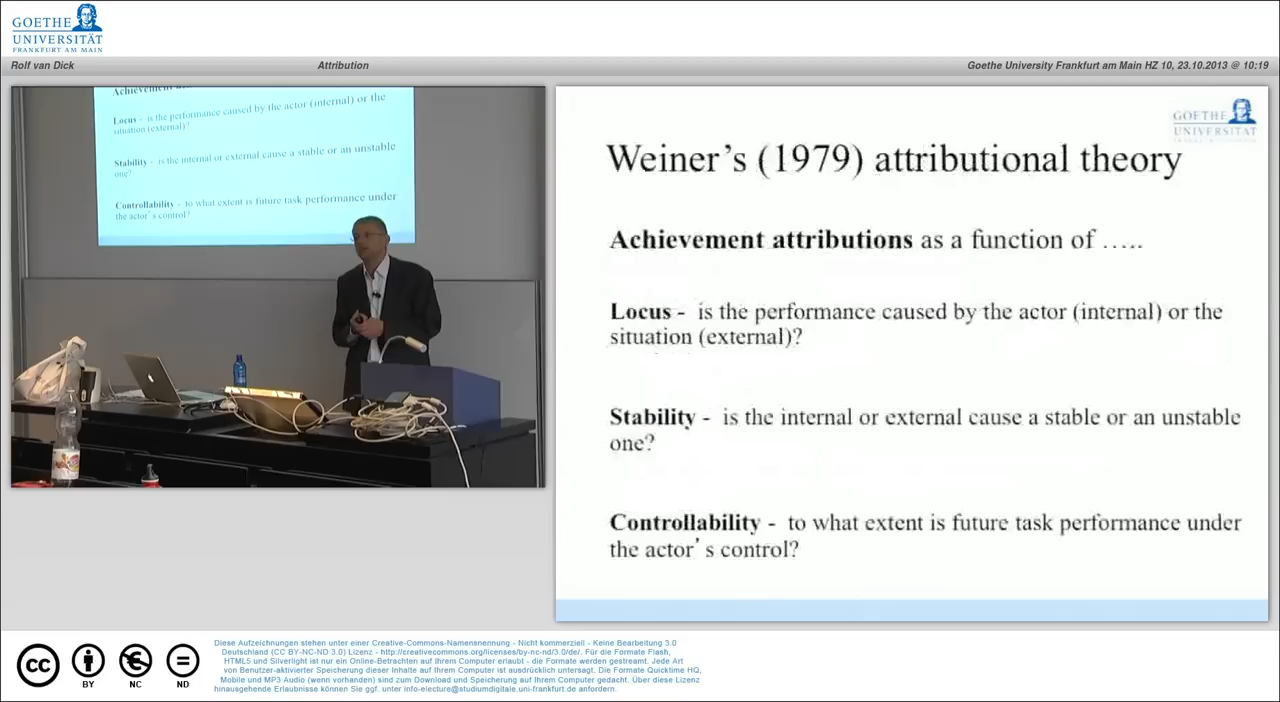 GOETHE
UNIVERSITÄT
FRANKFURT AM MAIN
Rolf van Dick
Attribution
Goethe University Frankfurt am Main HZ 10, 23.10.2013 @ 10:19
Locus - is the performance caused by the actor (internal) or the
situation (external)?
Stability - is the internal or external cause a stable or an unstable
one?
Controllability - to what extent is future task performance under
the actor's control?
GOETHE
UNIVERSITÄT
Weiner's (1979) attributional theory
Achievement attributions as a function of …..
Locus - is the performance caused by the actor (internal) or the
situation (external)?
Stability - is the internal or external cause a stable or an unstable
one?
Controllability - to what extent is future task performance under
the actor's control?
cc
BY
NC
ND
Diese Aufzeichnungen stehen unter einer Creative-Commons-Namensnennung - Nicht kommerziell - Keine Bearbeitung 3.0
Deutschland (CC BY-NC-ND 3.0) Lizenz - http://creativecommons.org/licenses/by-nc-nd/3.0/de/. Für die Formate Flash,
HTML5 und Silverlight ist nur ein Online-Betrachten auf Ihrem Computer erlaubt - die Formate werden gestreamt. Jede Art
von Benutzer-aktivierter Speicherung dieser Inhalte auf Ihrem Computer ist ausdrücklich untersagt. Die Formate Quicktime HQ,
Mobile und MP3 Audio (wenn vorhanden) sind zum Download und Speicherung auf Ihrem Computer gedacht. Über diese Lizenz
hinausgehende Erlaubnisse können Sie ggf. unter info-electure@studiumdigitale.uni-frankfurt.de anfordern.